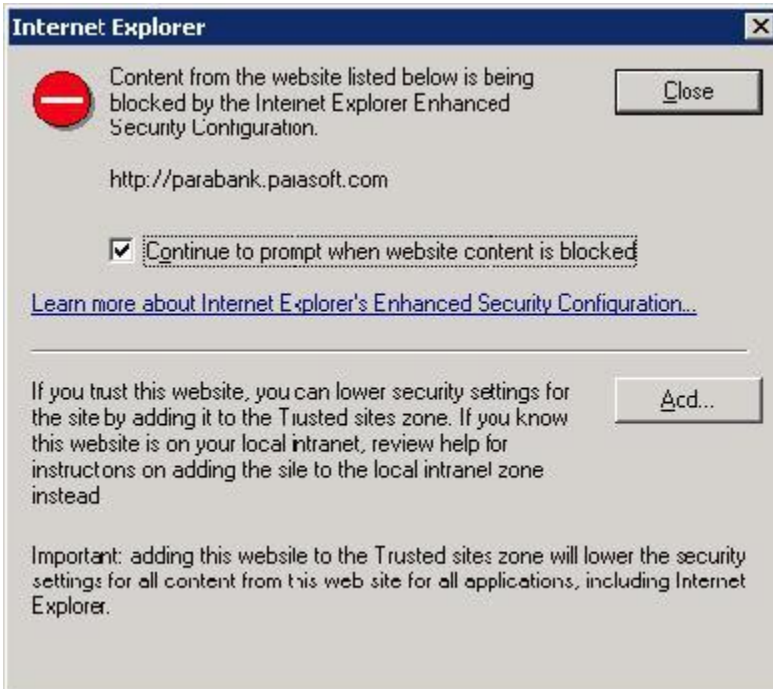 Internet Explorer
Content from the website listed below is being
blocked by the Internet Explorer Enhanced
Security Configuration.
Close
http://parabank.parasoft.com
Continue to prompt when website content is blocked
Learn more about Internet Explorer's Enhanced Security Configuration...
If you trust this website, you can lower security settings for
the site by adding it to the Trusted sites zone. If you know
this website is on your local intranet, review help for
instructons on adding the site to the local intranet zone
instead
Add...
Important: adding this website to the Trusted sites zone will lower the security
settings for all content from this web site for all applications, including Internet
Explorer.